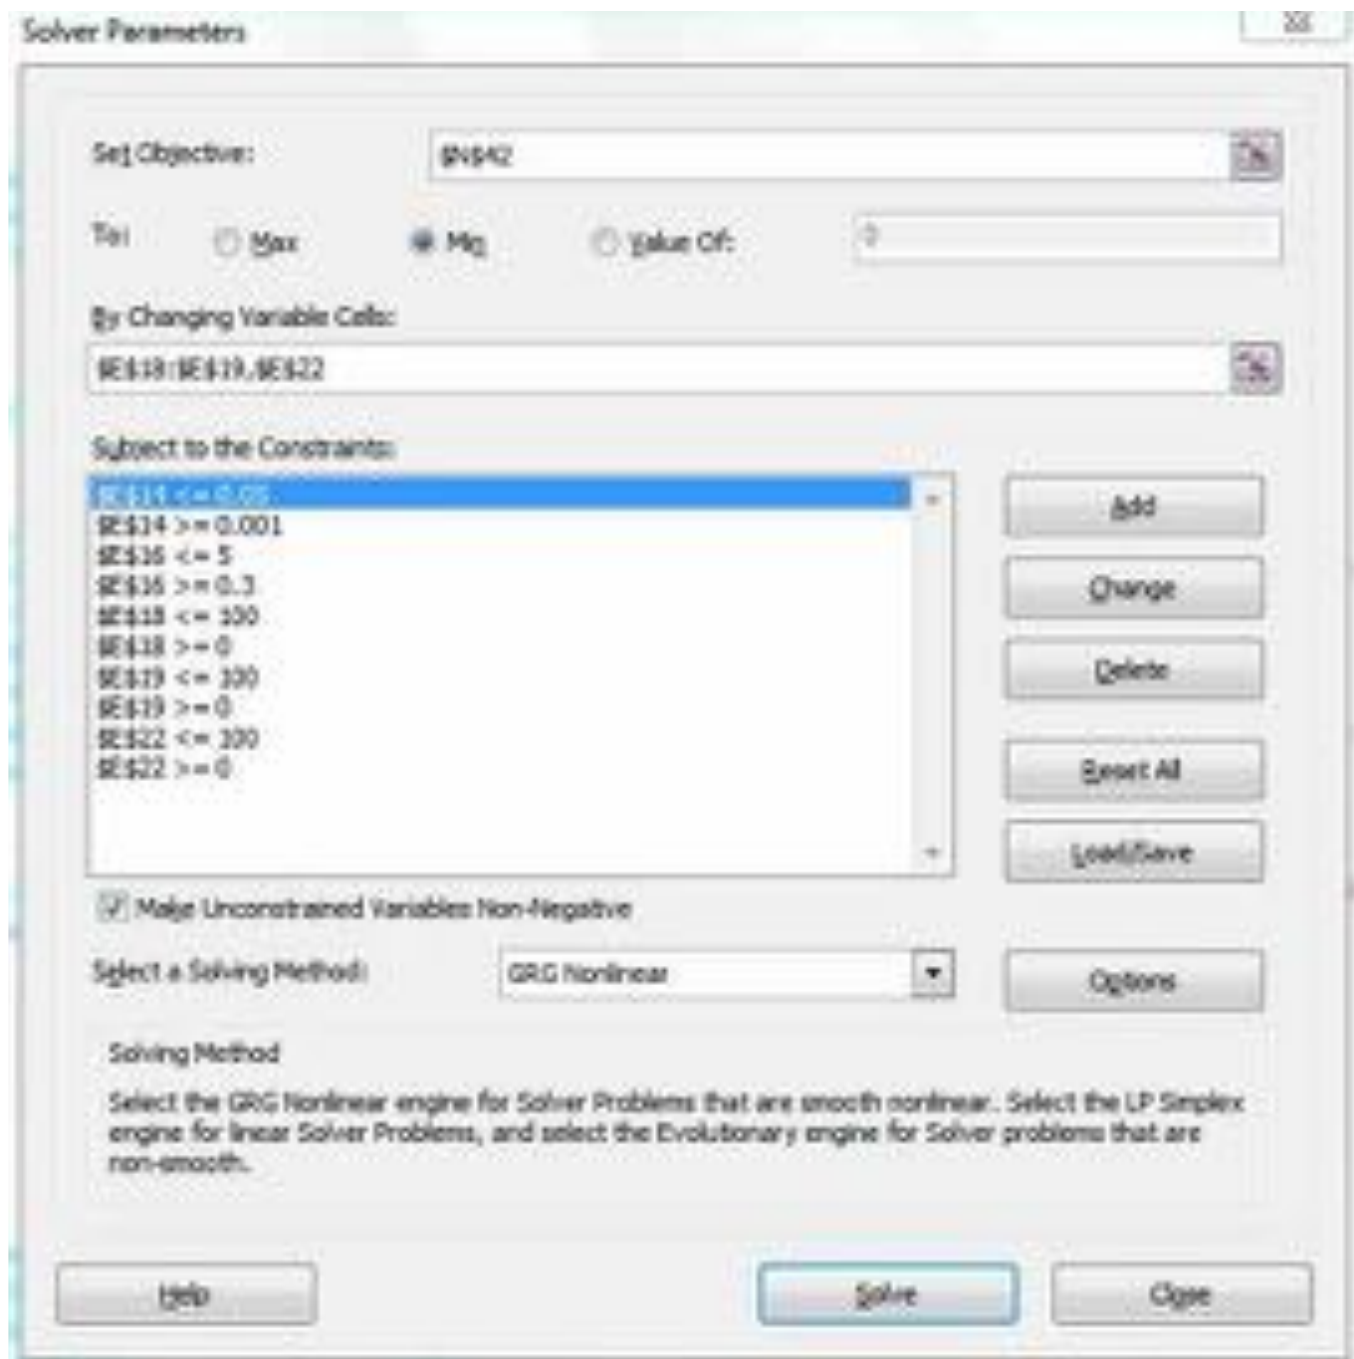 Solver Parameters
Set Objective:
$N$42
To:
Max
Min
Value Of:
0
By Changing Variable Cells:
$E$18:$E$19,$E$22
Subject to the Constraints:
$E$14 <= 0.05
$E$14 >= 0.001
$E$16 <= 5
$E$16 >= 0.3
$E$18 <= 100
$E$18 >= 0
$E$19 <= 100
$E$19 >= 0
$E$22 <= 100
$E$22 >= 0
Add
Change
Delete
Reset All
Load/Save
Make Unconstrained Variables Non-Negative
Select a Solving Method:
GRG Nonlinear
Options
Solving Method
Select the GRG Nonlinear engine for Solver Problems that are smooth nonlinear. Select the LP Simplex
engine for linear Solver Problems, and select the Evolutionary engine for Solver problems that are
non-smooth.
Help
Solve
Close